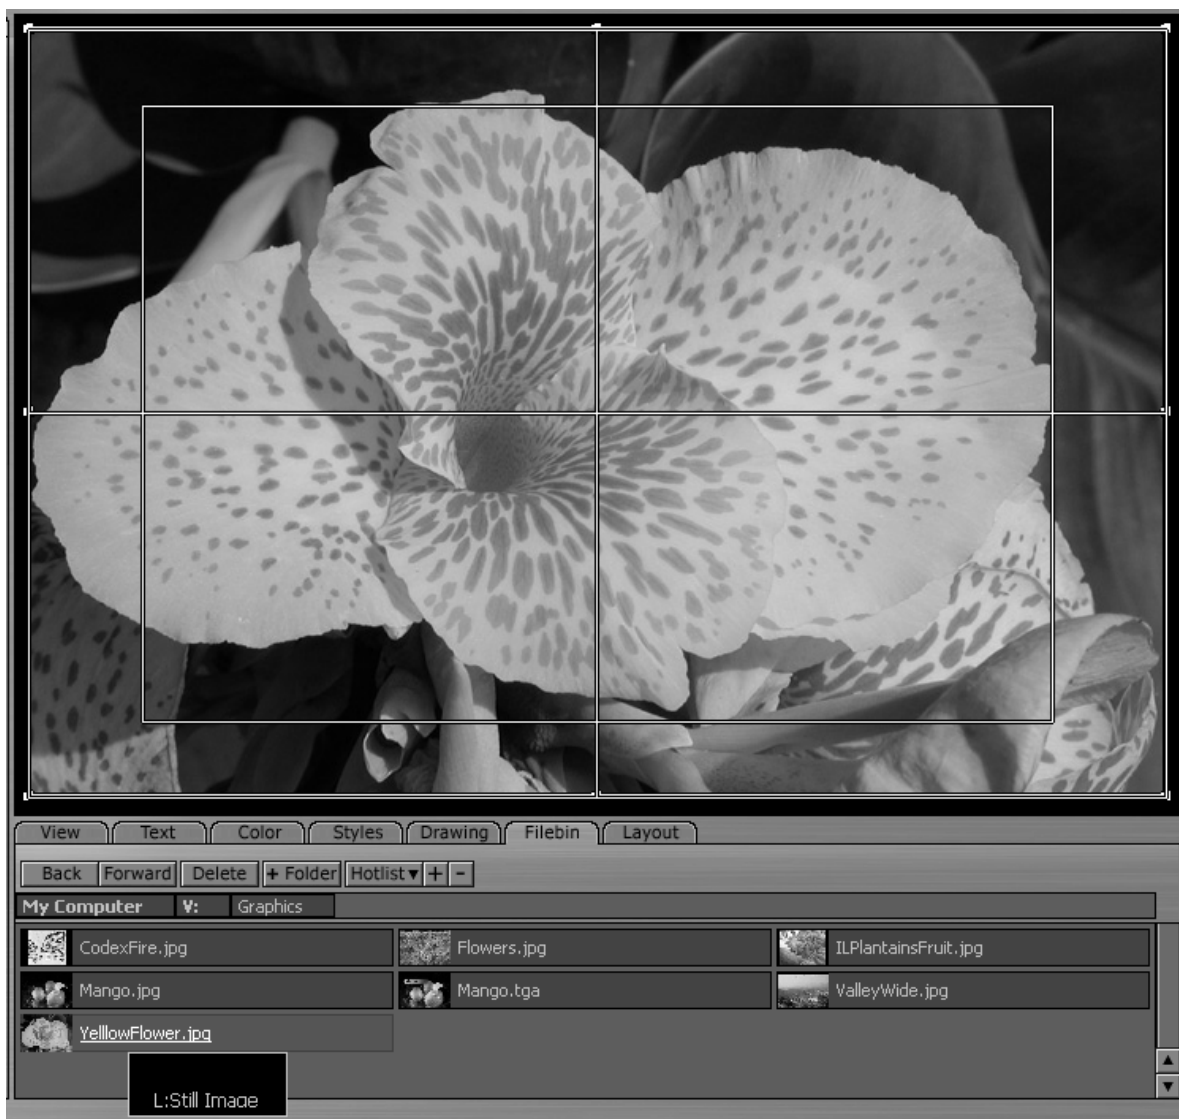 View Text Color Styles Drawing Filebin Layout
Back Forward Delete + Folder Hotlist ▼ + -
My Computer V: Graphics
CodexFire.jpg Flowers.jpg ILPlantainsFruit.jpg
Mango.jpg Mango.tga ValleyWide.jpg
YelllowFlower.jpg
L:Still Image